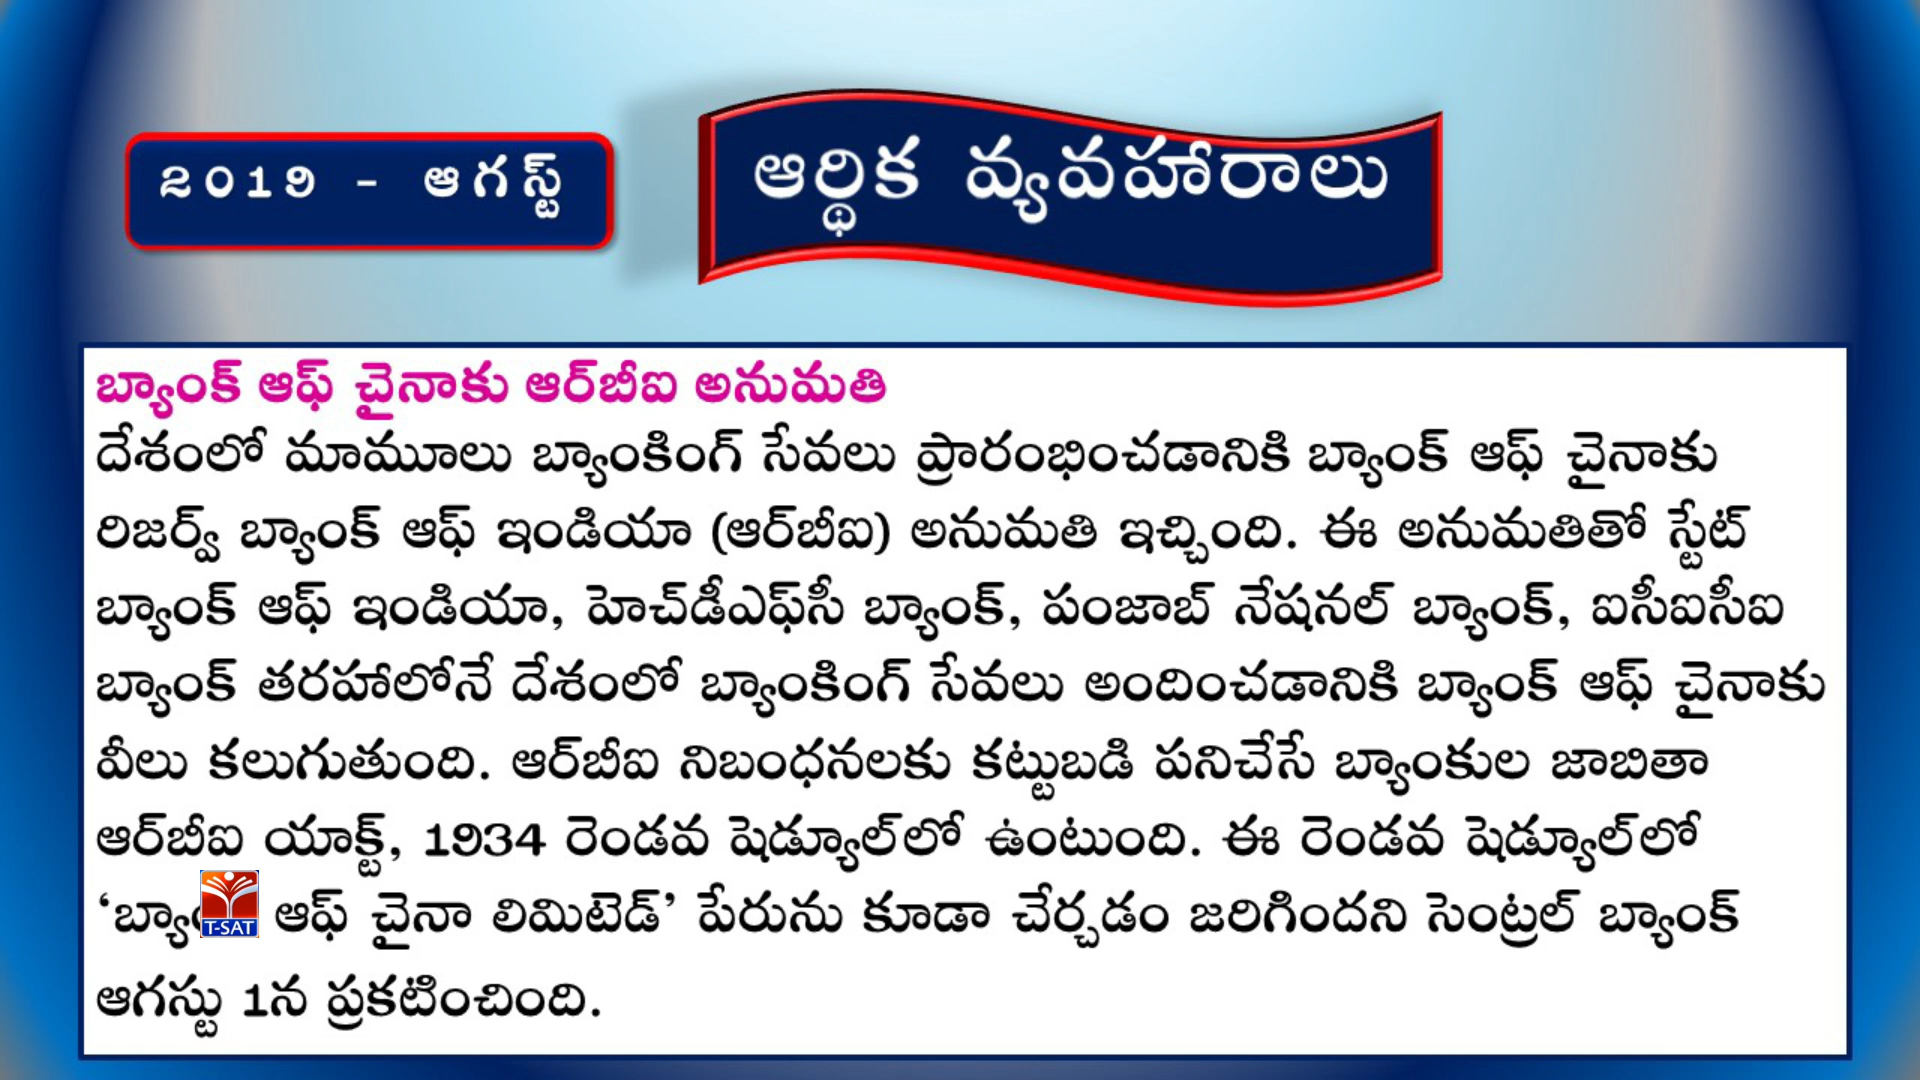 2019 - ఆగస్ట్
ఆర్థిక వ్యవహారాలు
బ్యాంక్ ఆఫ్ చైనాకు ఆర్‌బీఐ అనుమతి
దేశంలో మామూలు బ్యాంకింగ్ సేవలు ప్రారంభించడానికి బ్యాంక్ ఆఫ్ చైనాకు
రిజర్వ్ బ్యాంక్ ఆఫ్ ఇండియా (ఆర్‌బీఐ) అనుమతి ఇచ్చింది. ఈ అనుమతితో స్టేట్
బ్యాంక్ ఆఫ్ ఇండియా, హెచ్‌డీఎఫ్‌సీ బ్యాంక్, పంజాబ్ నేషనల్ బ్యాంక్, ఐసీఐసీఐ
బ్యాంక్ తరహాలోనే దేశంలో బ్యాంకింగ్ సేవలు అందించడానికి బ్యాంక్ ఆఫ్ చైనాకు
వీలు కలుగుతుంది. ఆర్‌బీఐ నిబంధనలకు కట్టుబడి పనిచేసే బ్యాంకుల జాబితా
ఆర్‌బీఐ యాక్ట్, 1934 రెండవ షెడ్యూల్‌లో ఉంటుంది. ఈ రెండవ షెడ్యూల్‌లో
ఆఫ్ చైనా లిమిటెడ్’ పేరును కూడా చేర్చడం జరిగిందని సెంట్రల్ బ్యాంక్
ఆగస్టు 1న ప్రకటించింది.
T-SAT